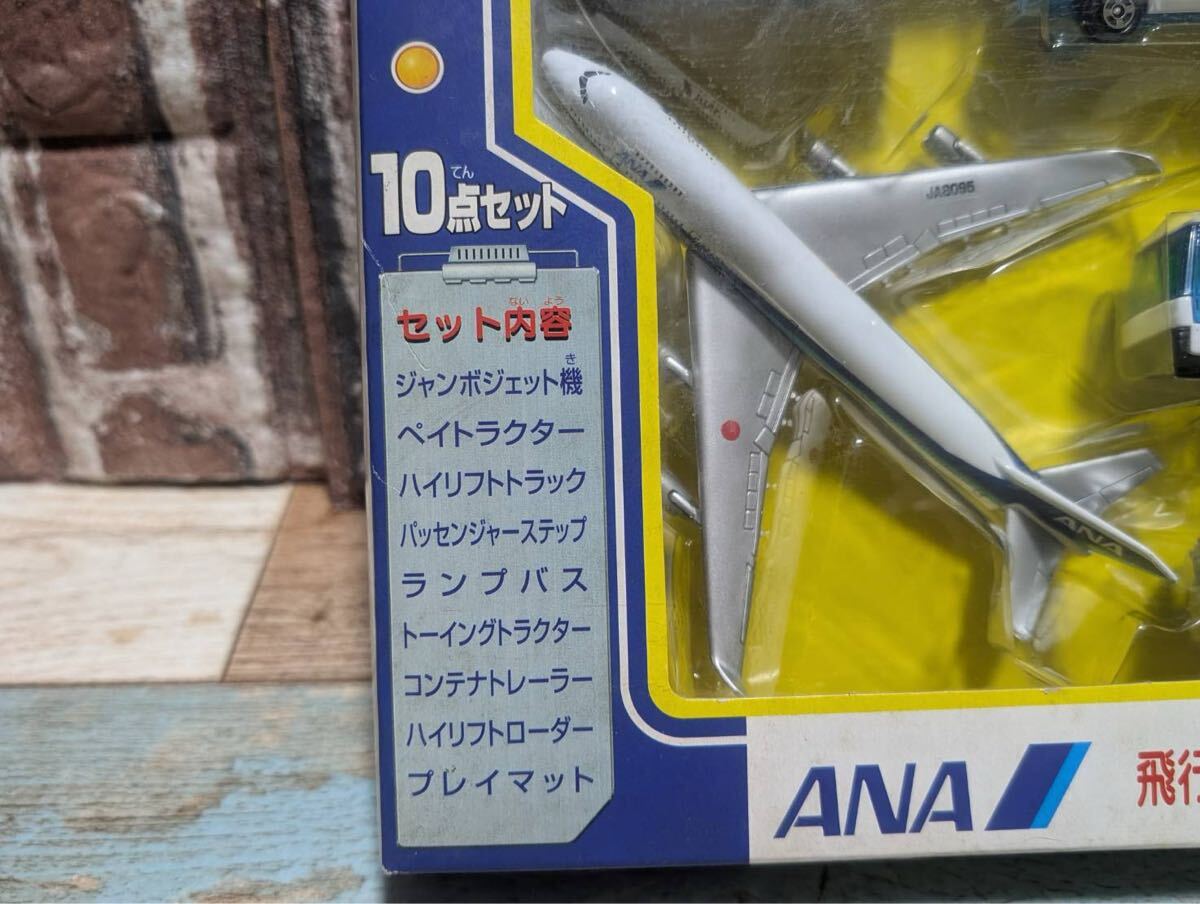 10点セット
てん
セット内容
ない よう
ジャンボジェット機
き
ペイトラクター
ハイリフトトラック
パッセンジャーステップ
ランプバス
トーイングトラクター
コンテナトレーラー
ハイリフトローダー
プレイマット
ANA
JA8096
ANA
ANA 飛行